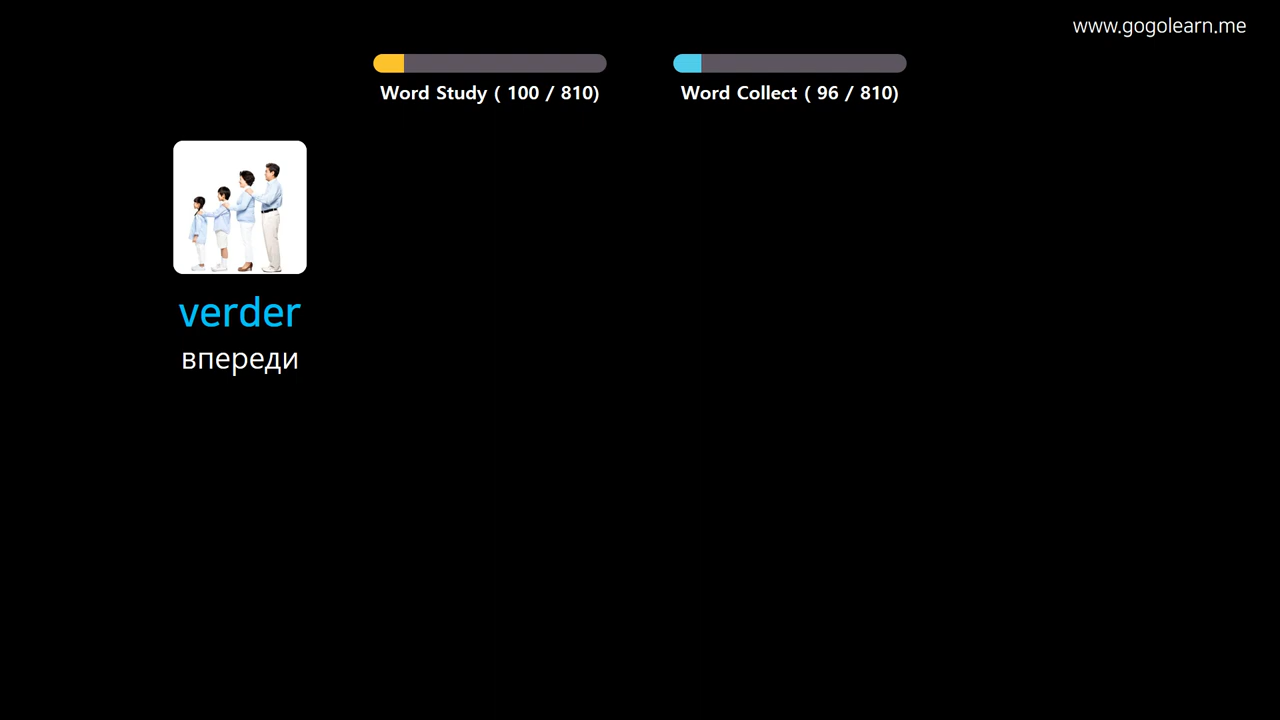 www.gogolearn.me
Word Study ( 100 / 810)
Word Collect ( 96 / 810)
verder
впереди